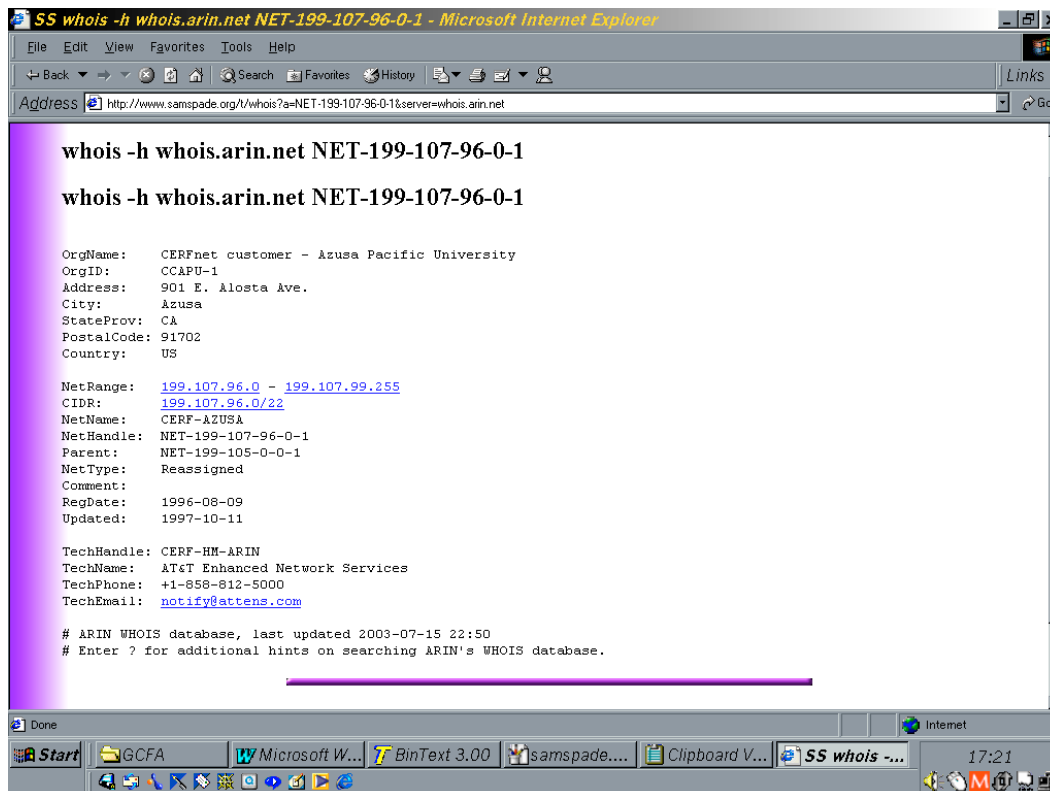 SS whois -h whois.arin.net NET-199-107-96-0-1 - Microsoft Internet Explorer
File Edit View Favorites Tools Help
Back Search Favorites History Links
Address http://www.samspade.org/t/whois?a=NET-199-107-96-0-1&server=whois.arin.net Go
whois -h whois.arin.net NET-199-107-96-0-1
whois -h whois.arin.net NET-199-107-96-0-1
OrgName: CERFnet customer - Azusa Pacific University
OrgID: CCAPU-1
Address: 901 E. Alosta Ave.
City: Azusa
StateProv: CA
PostalCode: 91702
Country: US
NetRange: 199.107.96.0 - 199.107.99.255
CIDR: 199.107.96.0/22
NetName: CERF-AZUSA
NetHandle: NET-199-107-96-0-1
Parent: NET-199-105-0-0-1
NetType: Reassigned
Comment:
RegDate: 1996-08-09
Updated: 1997-10-11
TechHandle: CERF-HM-ARIN
TechName: AT&T Enhanced Network Services
TechPhone: +1-858-812-5000
TechEmail: notify@attens.com
# ARIN WHOIS database, last updated 2003-07-15 22:50
# Enter ? for additional hints on searching ARIN's WHOIS database.
Done Internet
Start GCFA Microsoft W... BinText 3.00 samspade.... Clipboard V... SS whois -... 17:21